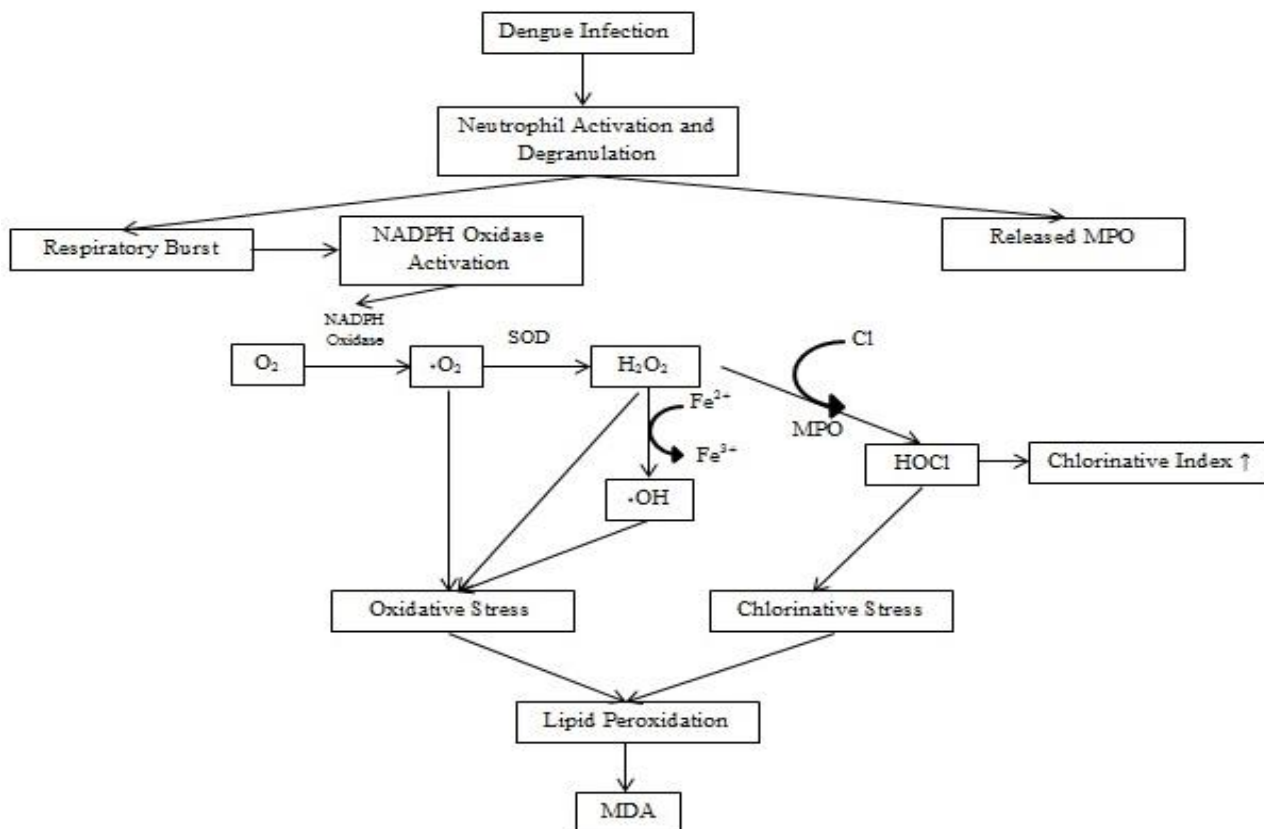 Dengue Infection
Neutrophil Activation and
Degranulation
Respiratory Burst
NADPH Oxidase
Activation
Released MPO
NADPH
Oxidase
SOD
Cl
O₂
•O₂
H₂O₂
Fe²⁺
MPO
Fe³⁺
HOCl
Chlorinative Index ↑
•OH
Oxidative Stress
Chlorinative Stress
Lipid Peroxidation
MDA